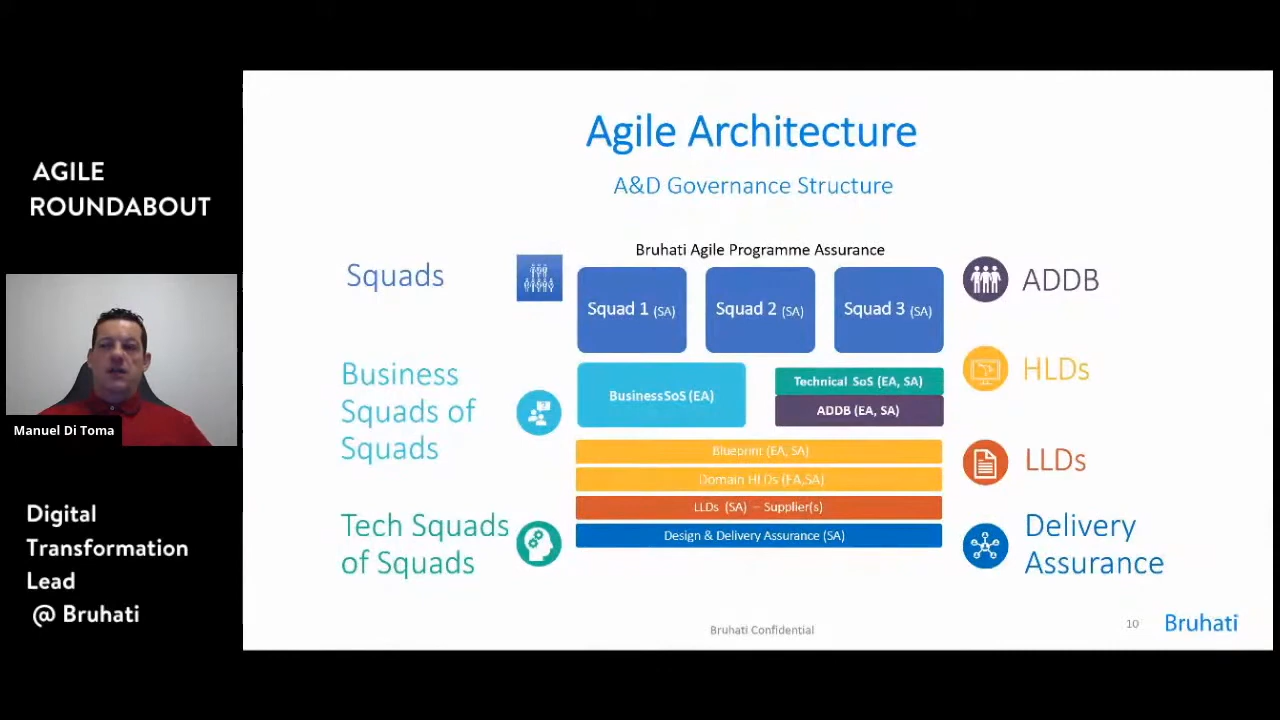 AGILE
ROUNDABOUT
Manuel Di Toma
Digital
Transformation
Lead
@ Bruhati
Agile Architecture
A&D Governance Structure
Bruhati Agile Programme Assurance
Squads
Squad 1 (SA)
Squad 2 (SA)
Squad 3 (SA)
ADDB
Business
Squads of
Squads
BusinessSoS (EA)
Technical SoS (EA, SA)
ADDB (EA, SA)
HLDs
Blueprint (EA, SA)
Domain HLDs (EA,SA)
LLDs (SA) – Supplier(s)
Design & Delivery Assurance (SA)
LLDs
Tech Squads
of Squads
Delivery
Assurance
Bruhati Confidential
10
Bruhati